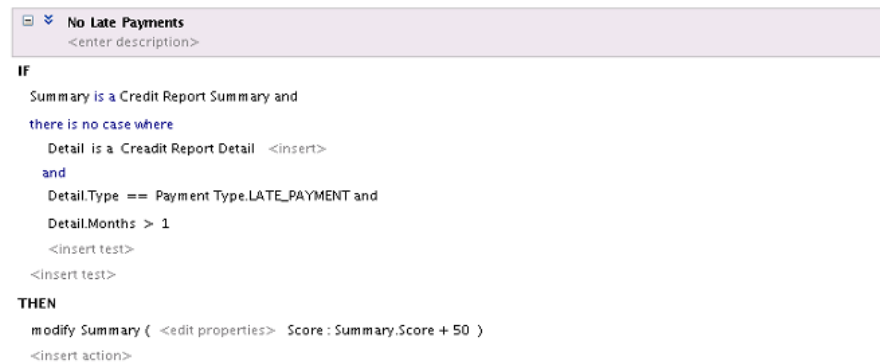 No Late Payments
<enter description>
IF
Summary is a Credit Report Summary and
there is no case where
Detail is a Creadit Report Detail <insert>
and
Detail.Type == Payment Type.LATE_PAYMENT and
Detail.Months > 1
<insert test>
<insert test>
THEN
modify Summary ( <edit properties> Score : Summary.Score + 50 )
<insert action>